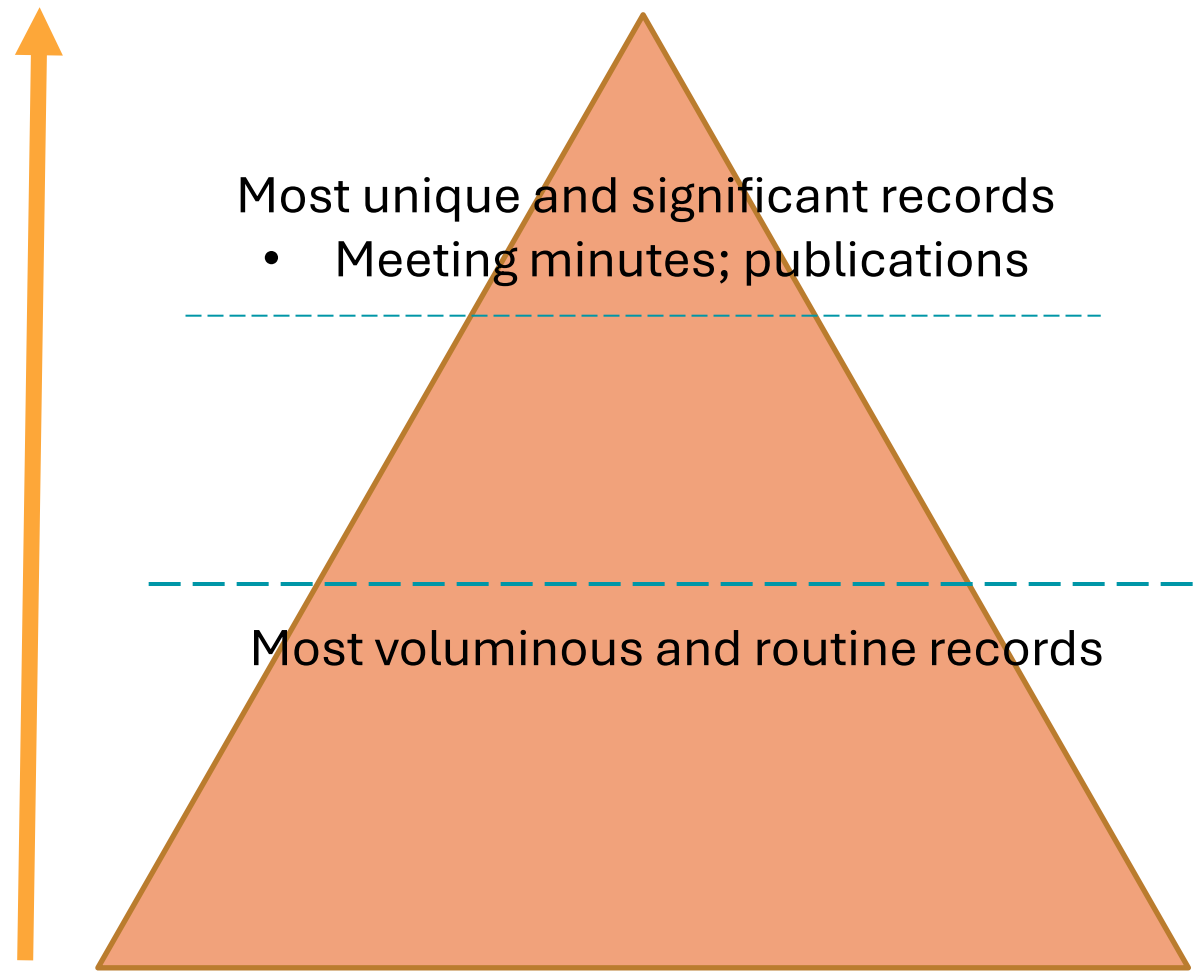 Most unique and significant records
• Meeting minutes; publications
Most voluminous and routine records